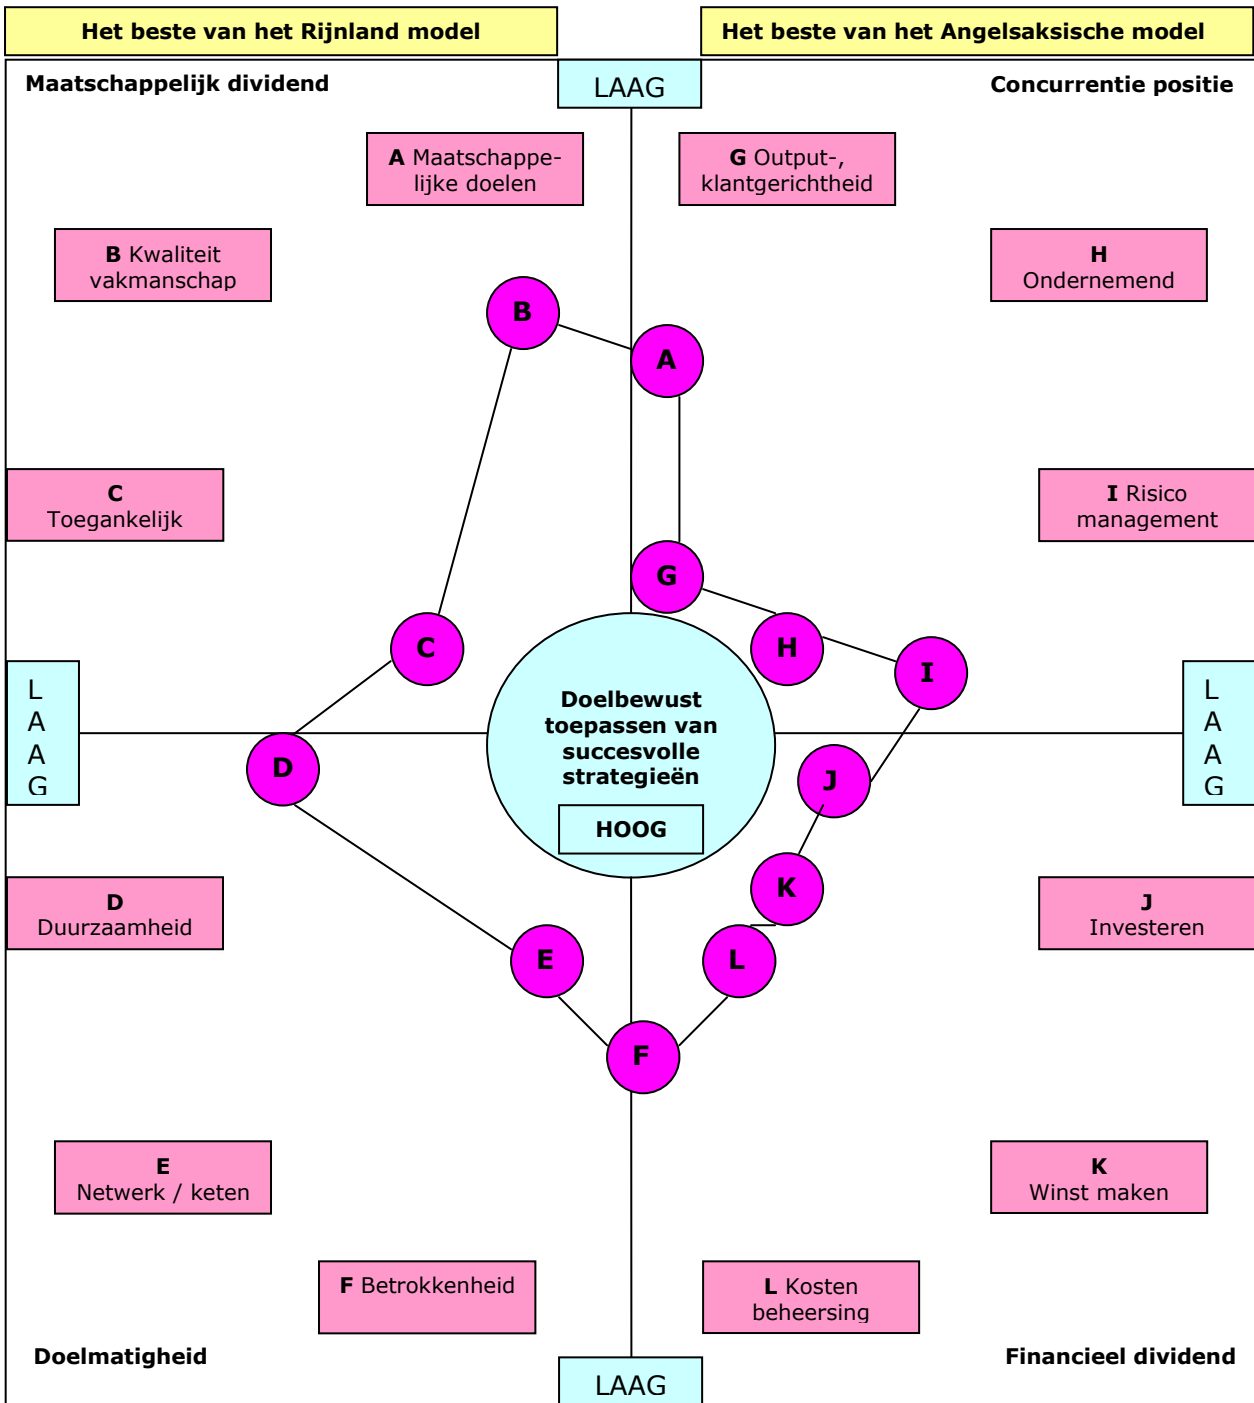 Het beste van het Rijnland model
Het beste van het Angelsaksische model
Maatschappelijk dividend
LAAG
Concurrentie positie
A Maatschappe-
lijke doelen
G Output-,
klantgerichtheid
B Kwaliteit
vakmanschap
H
Ondernemend
B
A
C
Toegankelijk
I Risico
management
G
C
H
I
L
A
A
G
Doelbewust
toepassen van
succesvolle
strategieën
HOOG
L
A
A
G
D
J
K
D
Duurzaamheid
J
Investeren
E
L
F
E
Netwerk / keten
K
Winst maken
F Betrokkenheid
L Kosten
beheersing
Doelmatigheid
LAAG
Financieel dividend